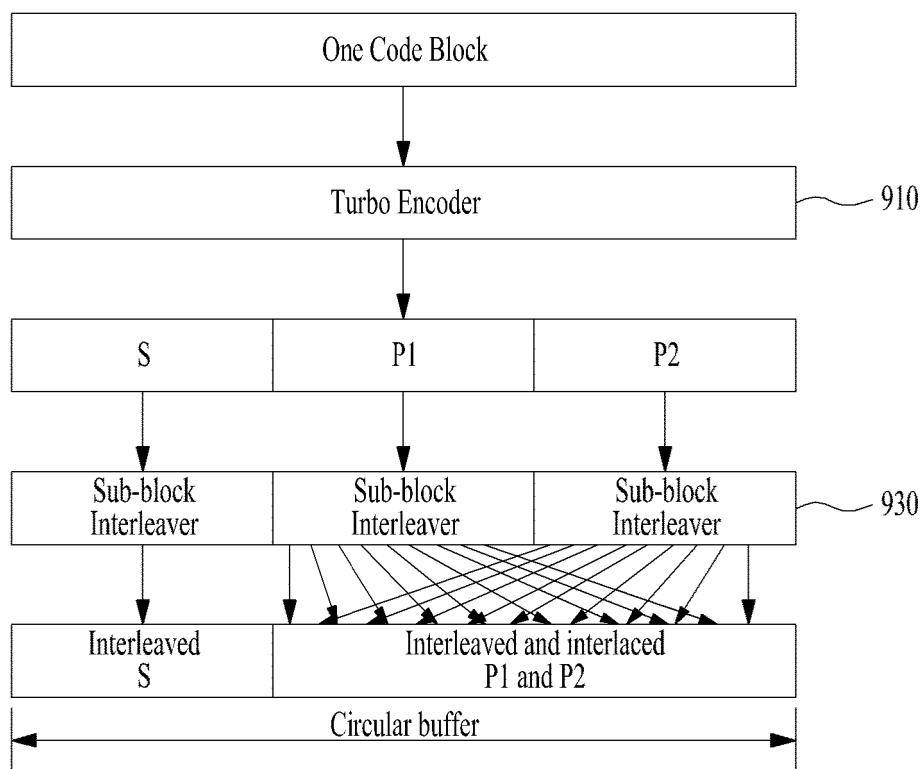 One Code Block
Turbo Encoder
910
S
P1
P2
Sub-block
Interleaver
Sub-block
Interleaver
Sub-block
Interleaver
930
Interleaved
S
Interleaved and interlaced
P1 and P2
Circular buffer